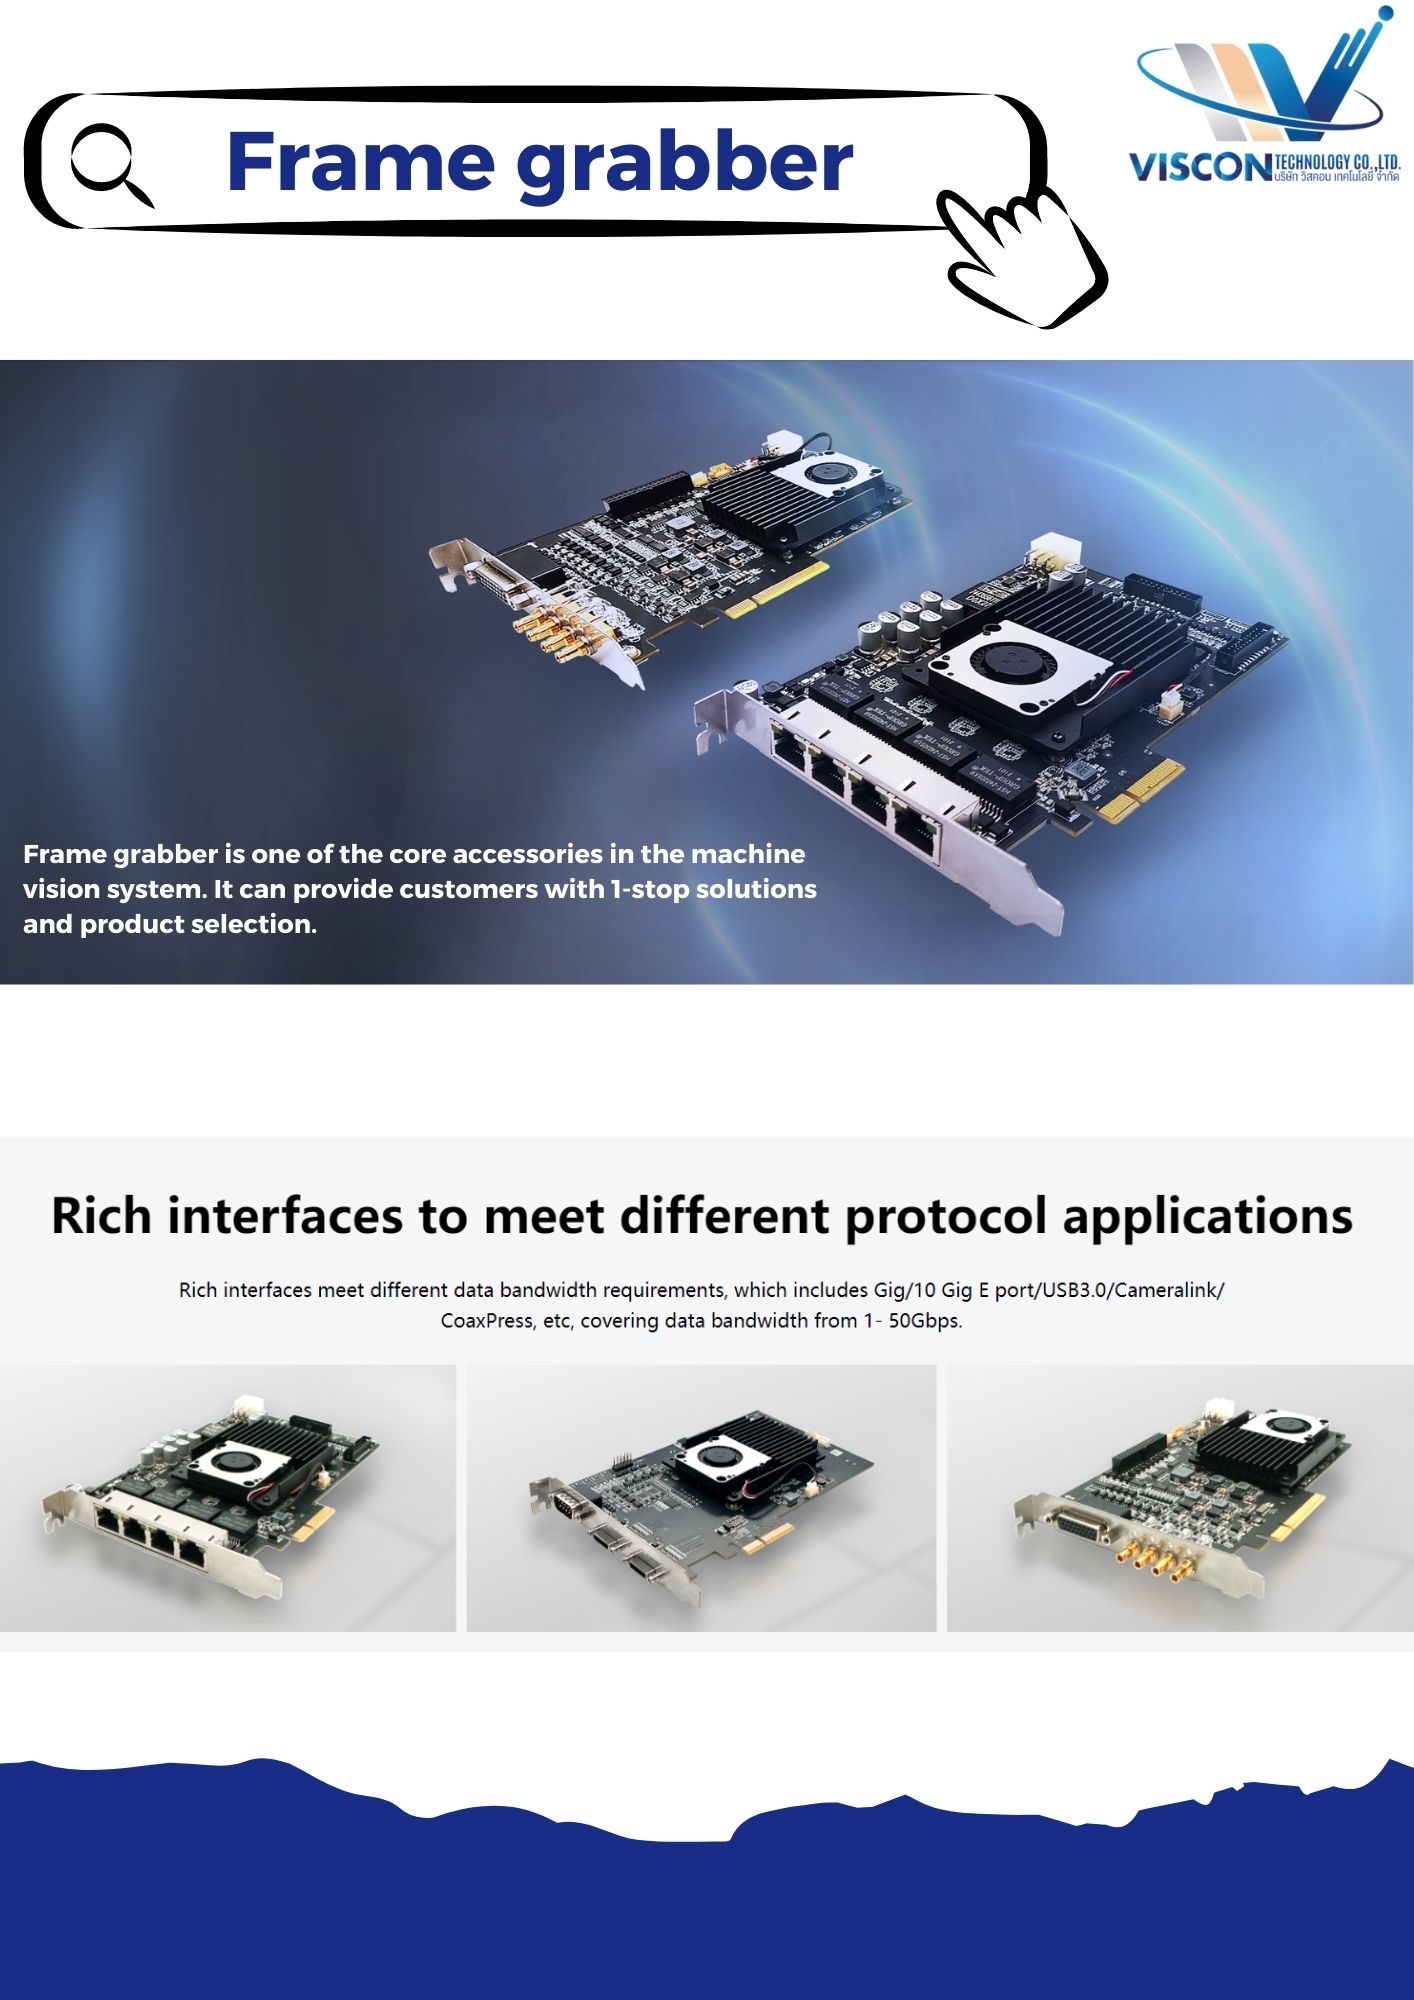 Frame grabber
VISCON TECHNOLOGY CO.,LTD.
บริษัท วิสคอน เทคโนโลยี จำกัด
Frame grabber is one of the core accessories in the machine
vision system. It can provide customers with 1-stop solutions
and product selection.
Rich interfaces to meet different protocol applications
Rich interfaces meet different data bandwidth requirements, which includes Gig/10 Gig E port/USB3.0/Cameralink/
CoaxPress, etc, covering data bandwidth from 1- 50Gbps.